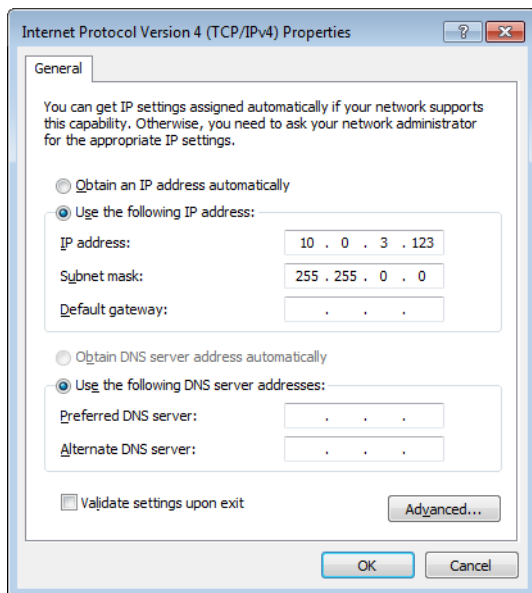 Internet Protocol Version 4 (TCP/IPv4) Properties
General
You can get IP settings assigned automatically if your network supports
this capability. Otherwise, you need to ask your network administrator
for the appropriate IP settings.
Obtain an IP address automatically
Use the following IP address:
IP address: 10 . 0 . 3 . 123
Subnet mask: 255 . 255 . 0 . 0
Default gateway: . . .
Obtain DNS server address automatically
Use the following DNS server addresses:
Preferred DNS server: . . .
Alternate DNS server: . . .
Validate settings upon exit
Advanced...
OK Cancel